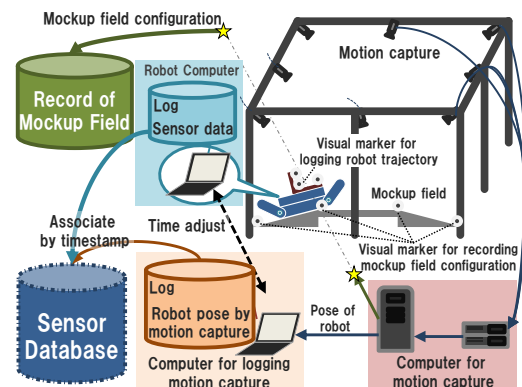 Mockup field configuration
Motion capture
Robot Computer
Record of
Mockup Field
Log
Sensor data
Visual marker for
logging robot trajectory
Mockup field
Associate
by timestamp
Time adjust
Visual marker for recording
mockup field configuration
Log
Robot pose by
motion capture
Pose of
robot
Sensor
Database
Computer for logging
motion capture
Computer for
motion capture